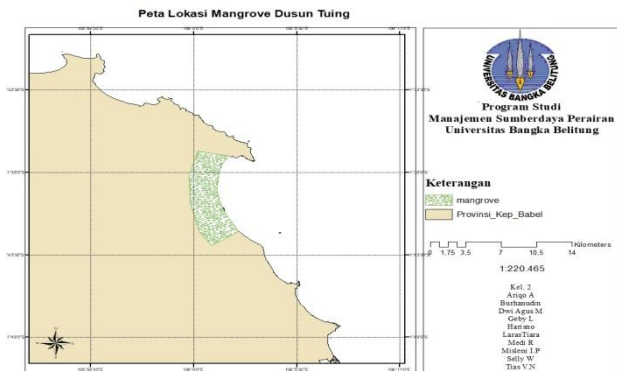 Peta Lokasi Mangrove Dusun Tuing
UNIVERSITAS BANGKA BELITUNG
Program Studi
Manajemen Sumberdaya Perairan
Universitas Bangka Belitung
Keterangan
mangrove
Provinsi_Kep_Babel
0 1.75 3.5 7 10.5 14 Kilometers
1:220.465
Kel. 2
Ariqo A
Burhanudin
Dwi Agus M
Geby L
Harisno
LarasTiara
Medi R
Misleni I.P
Selly W
Tias V.N